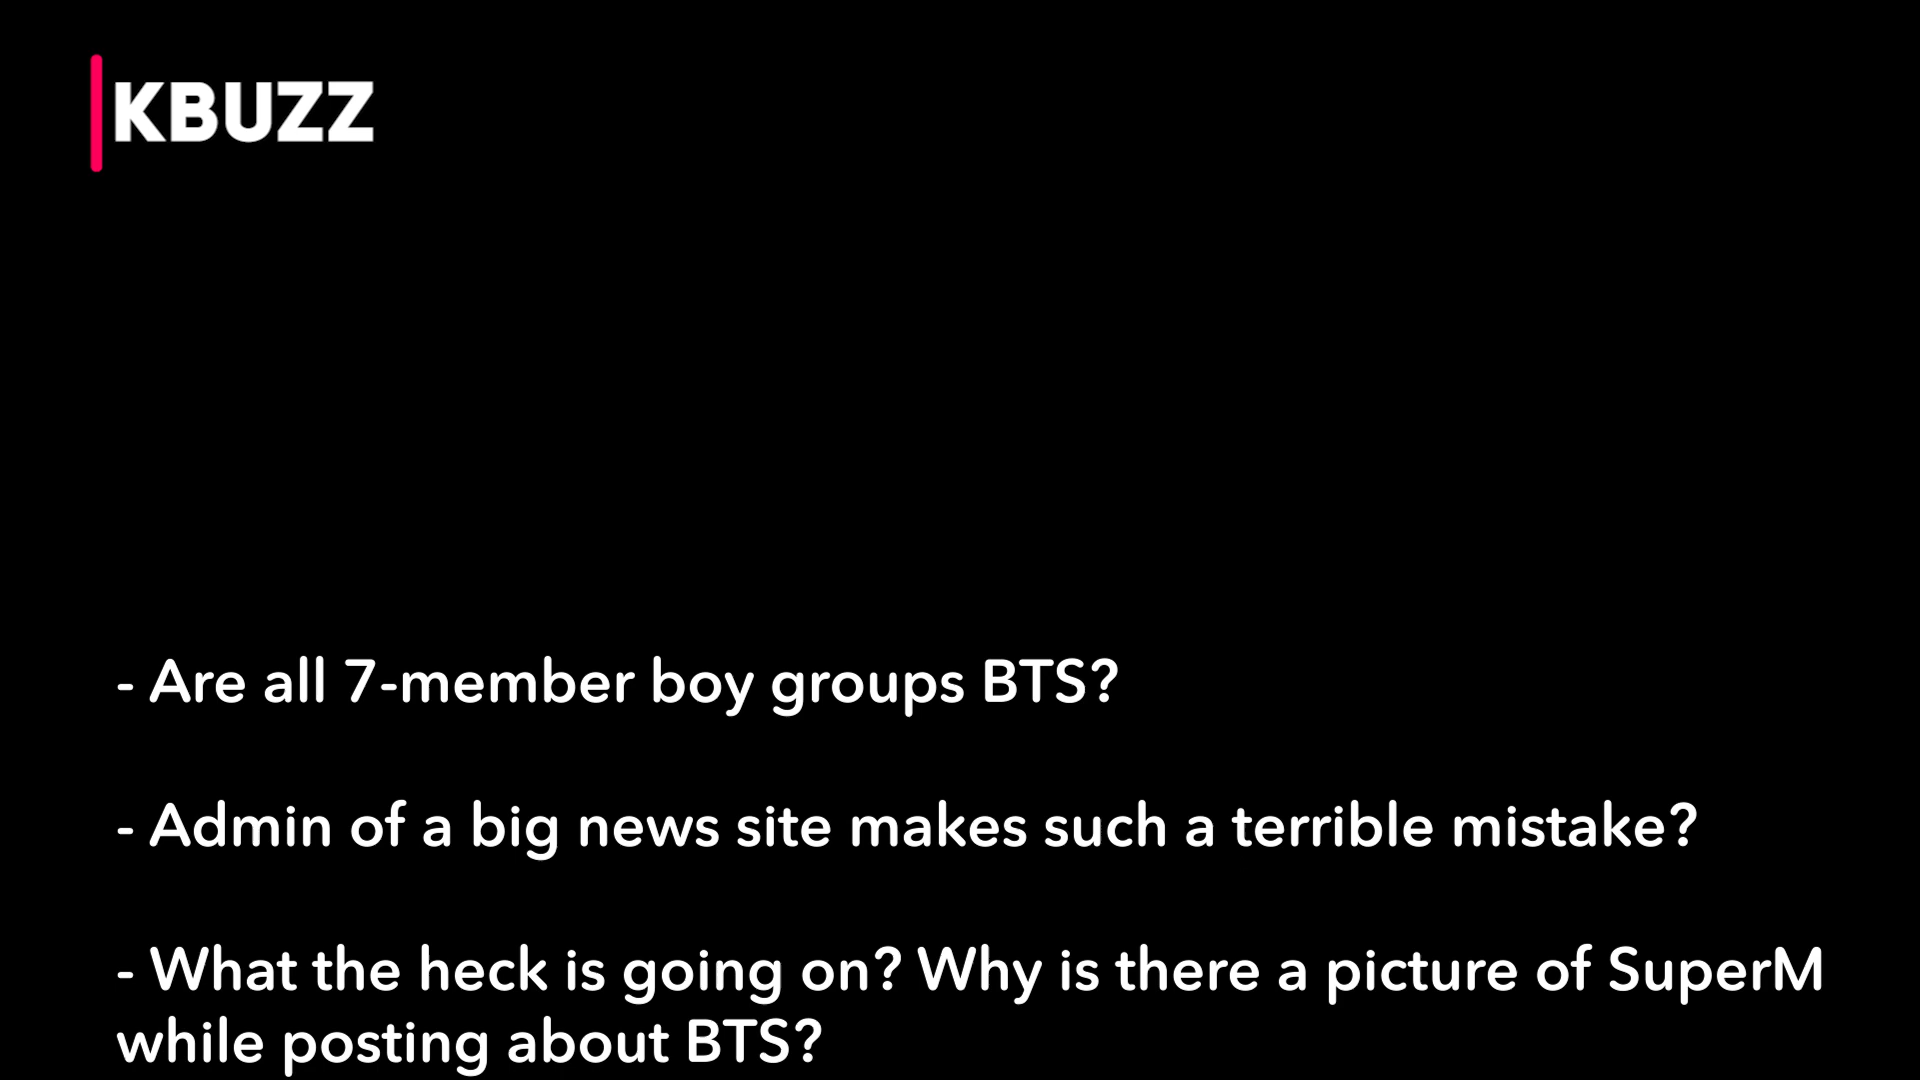 KBUZZ
- Are all 7-member boy groups BTS?
- Admin of a big news site makes such a terrible mistake?
- What the heck is going on? Why is there a picture of SuperM
while posting about BTS?